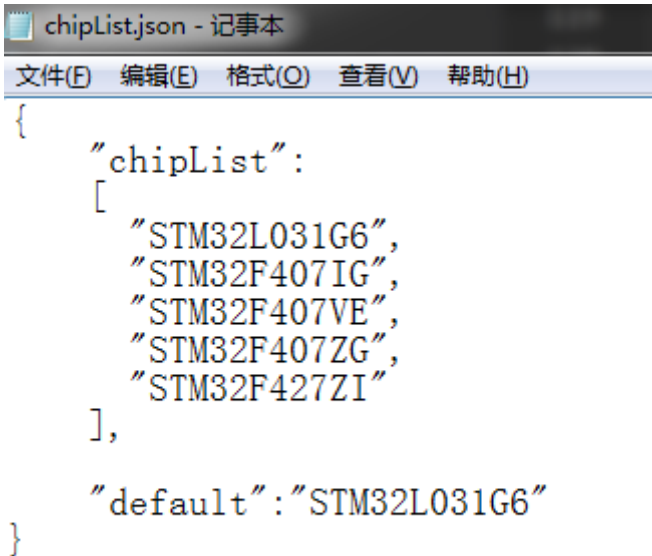 chipList.json - 记事本
文件(F) 编辑(E) 格式(O) 查看(V) 帮助(H)
{
"chipList":
[
"STM32L031G6",
"STM32F407IG",
"STM32F407VE",
"STM32F407ZG",
"STM32F427ZI"
],
"default":"STM32L031G6"
}